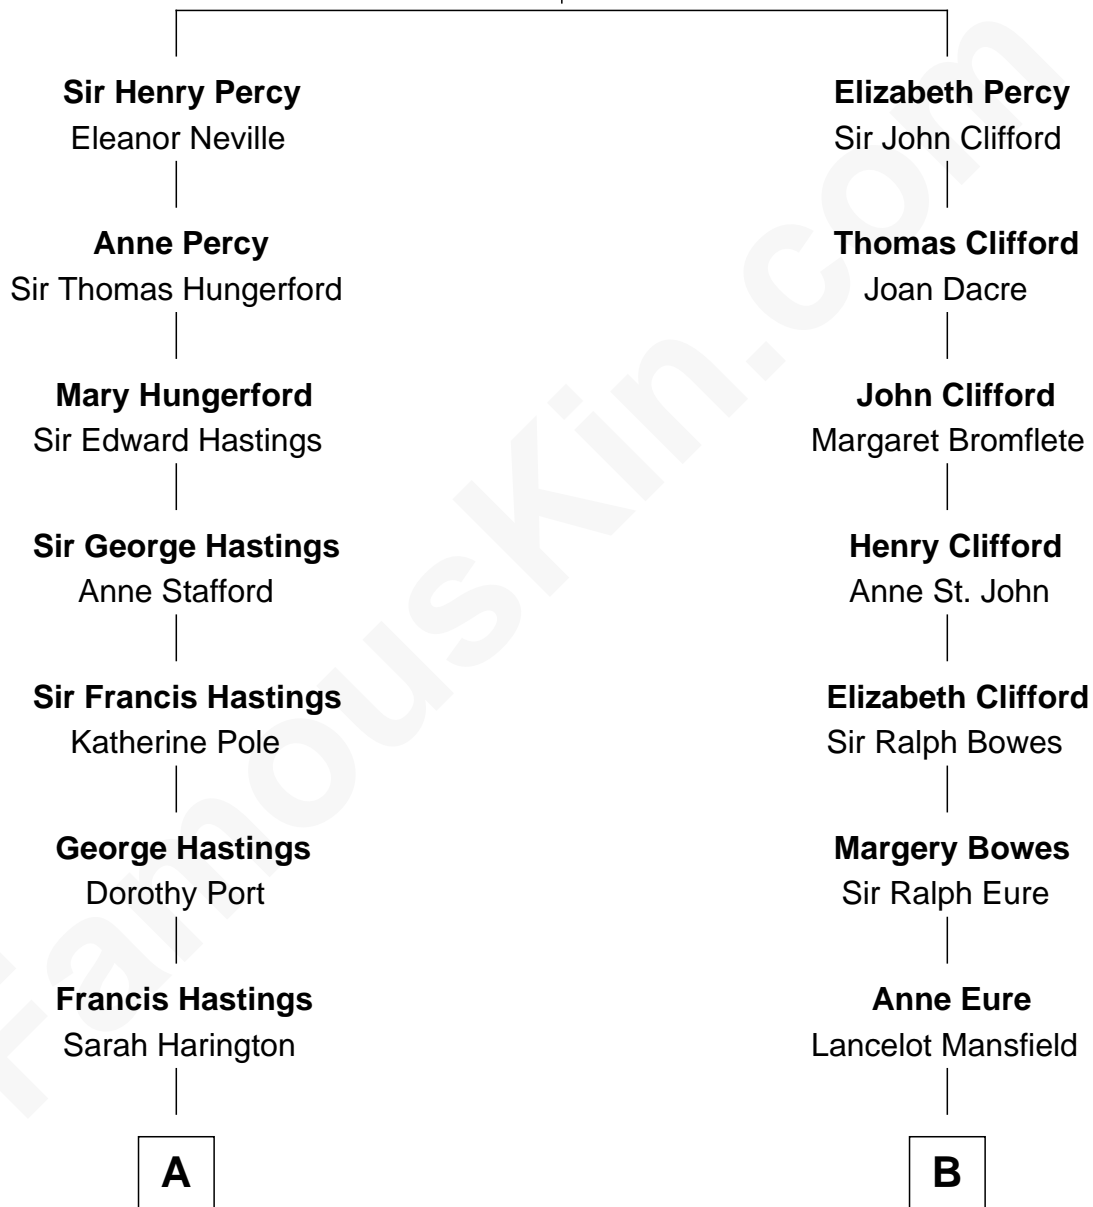 Sir Henry Percy
Eleanor Neville
Anne Percy
Sir Thomas Hungerford
Mary Hungerford
Sir Edward Hastings
Sir George Hastings
Anne Stafford
Sir Francis Hastings
Katherine Pole
George Hastings
Dorothy Port
Francis Hastings
Sarah Harington
A
Elizabeth Percy
Sir John Clifford
Thomas Clifford
Joan Dacre
John Clifford
Margaret Bromflete
Henry Clifford
Anne St. John
Elizabeth Clifford
Sir Ralph Bowes
Margery Bowes
Sir Ralph Eure
Anne Eure
Lancelot Mansfield
B
FamousKin.com